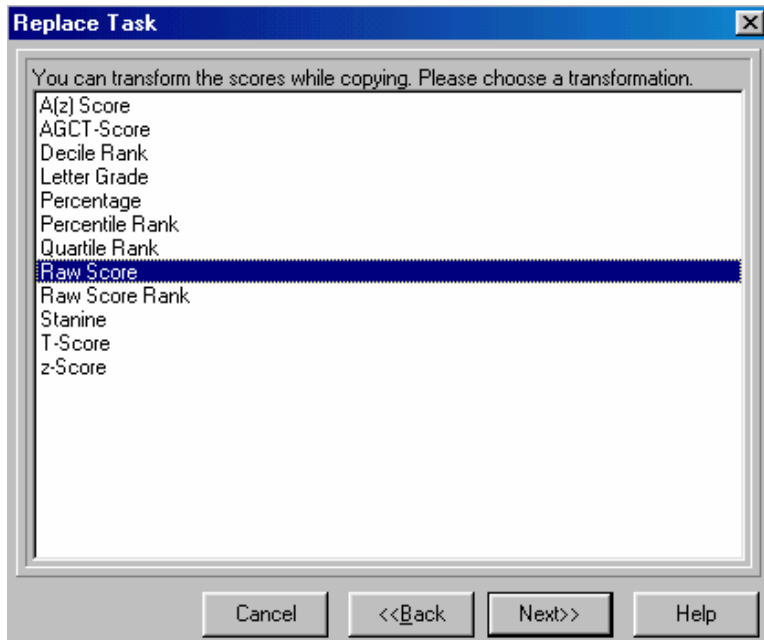 Replace Task
You can transform the scores while copying. Please choose a transformation.
A(z) Score
AGCT-Score
Decile Rank
Letter Grade
Percentage
Percentile Rank
Quartile Rank
Raw Score
Raw Score Rank
Stanine
T-Score
z-Score
Cancel <<Back Next>> Help